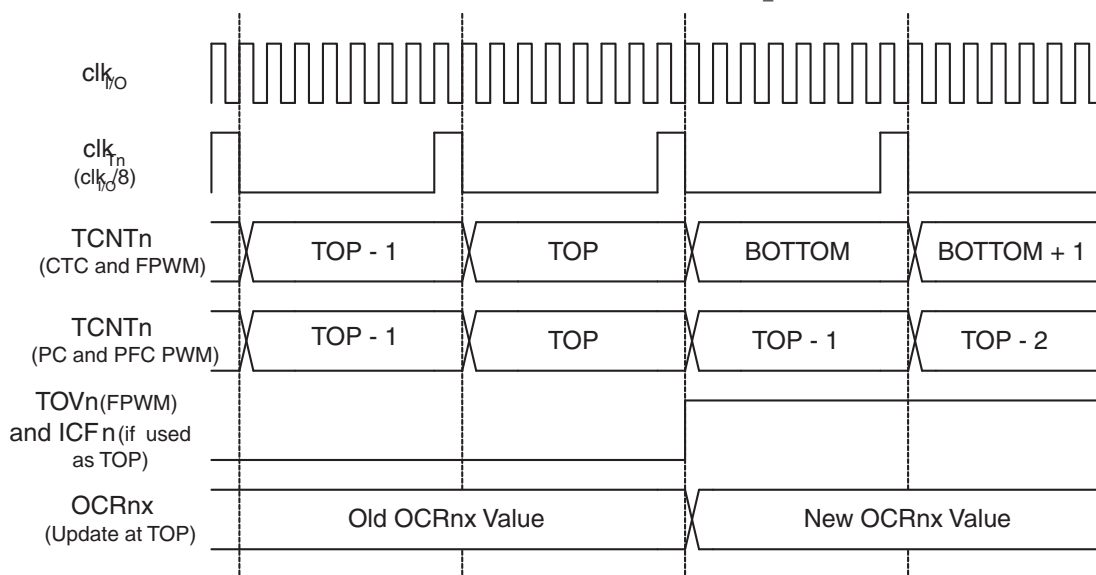 clkI/O
clkTn
(clkI/O/8)
TCNTn
(CTC and FPWM)
TOP - 1
TOP
BOTTOM
BOTTOM + 1
TCNTn
(PC and PFC PWM)
TOP - 1
TOP
TOP - 1
TOP - 2
TOVn(FPWM)
and ICFn(if used
as TOP)
OCRnx
(Update at TOP)
Old OCRnx Value
New OCRnx Value